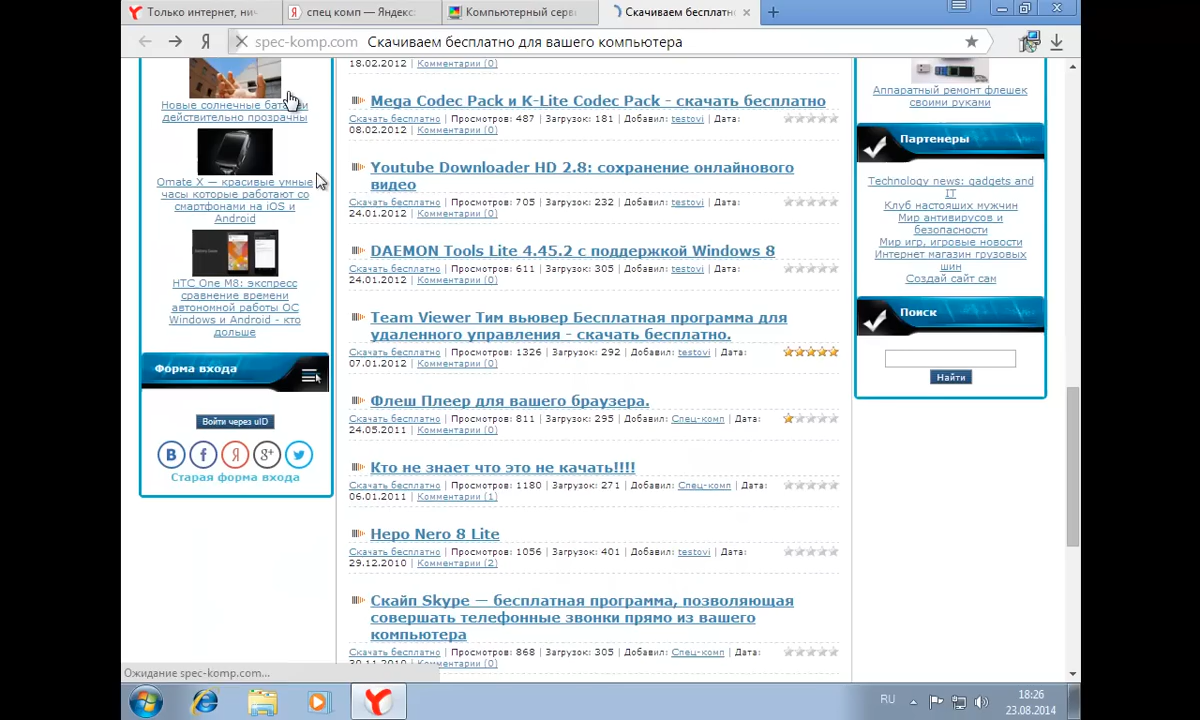 Только интернет, нич
спец комп — Яндекс
Компьютерный серв
Скачиваем бесплатн
spec-komp.com Скачиваем бесплатно для вашего компьютера
Новые солнечные батареи
действительно прозрачны
Omate X — красивые умные
часы которые работают со
смартфонами на iOS и
Android
HTC One M8: экспресс
сравнение времени
автономной работы ОС
Windows и Android - кто
дольше
Форма входа
Войти через uID
Старая форма входа
18.02.2012 | Комментарии (0)
Mega Codec Pack и K-Lite Codec Pack - скачать бесплатно
Скачать бесплатно | Просмотров: 487 | Загрузок: 181 | Добавил: testovi | Дата:
08.02.2012 | Комментарии (0)
Youtube Downloader HD 2.8: сохранение онлайнового
видео
Скачать бесплатно | Просмотров: 705 | Загрузок: 232 | Добавил: testovi | Дата:
24.01.2012 | Комментарии (0)
DAEMON Tools Lite 4.45.2 с поддержкой Windows 8
Скачать бесплатно | Просмотров: 611 | Загрузок: 305 | Добавил: testovi | Дата:
24.01.2012 | Комментарии (0)
Team Viewer Тим вьювер Бесплатная программа для
удаленного управления - скачать бесплатно.
Скачать бесплатно | Просмотров: 1326 | Загрузок: 292 | Добавил: testovi | Дата:
07.01.2012 | Комментарии (0)
Флеш Плеер для вашего браузера.
Скачать бесплатно | Просмотров: 811 | Загрузок: 295 | Добавил: Спец-комп | Дата:
24.05.2011 | Комментарии (0)
Кто не знает что это не качать!!!!
Скачать бесплатно | Просмотров: 1180 | Загрузок: 271 | Добавил: Спец-комп | Дата:
06.01.2011 | Комментарии (1)
Неро Nero 8 Lite
Скачать бесплатно | Просмотров: 1056 | Загрузок: 401 | Добавил: testovi | Дата:
29.12.2010 | Комментарии (2)
Скайп Skype — бесплатная программа, позволяющая
совершать телефонные звонки прямо из вашего
компьютера
Скачать бесплатно | Просмотров: 868 | Загрузок: 305 | Добавил: Спец-комп | Дата:
30.11.2010 | Комментарии (0)
Аппаратный ремонт флешек
своими руками
Партнеры
Technology news: gadgets and
IT
Клуб настоящих мужчин
Мир антивирусов и
безопасности
Мир игр, игровые новости
Интернет магазин грузовых
шин
Создай сайт сам
Поиск
Найти
Ожидание spec-komp.com...
RU
18:26
23.08.2014